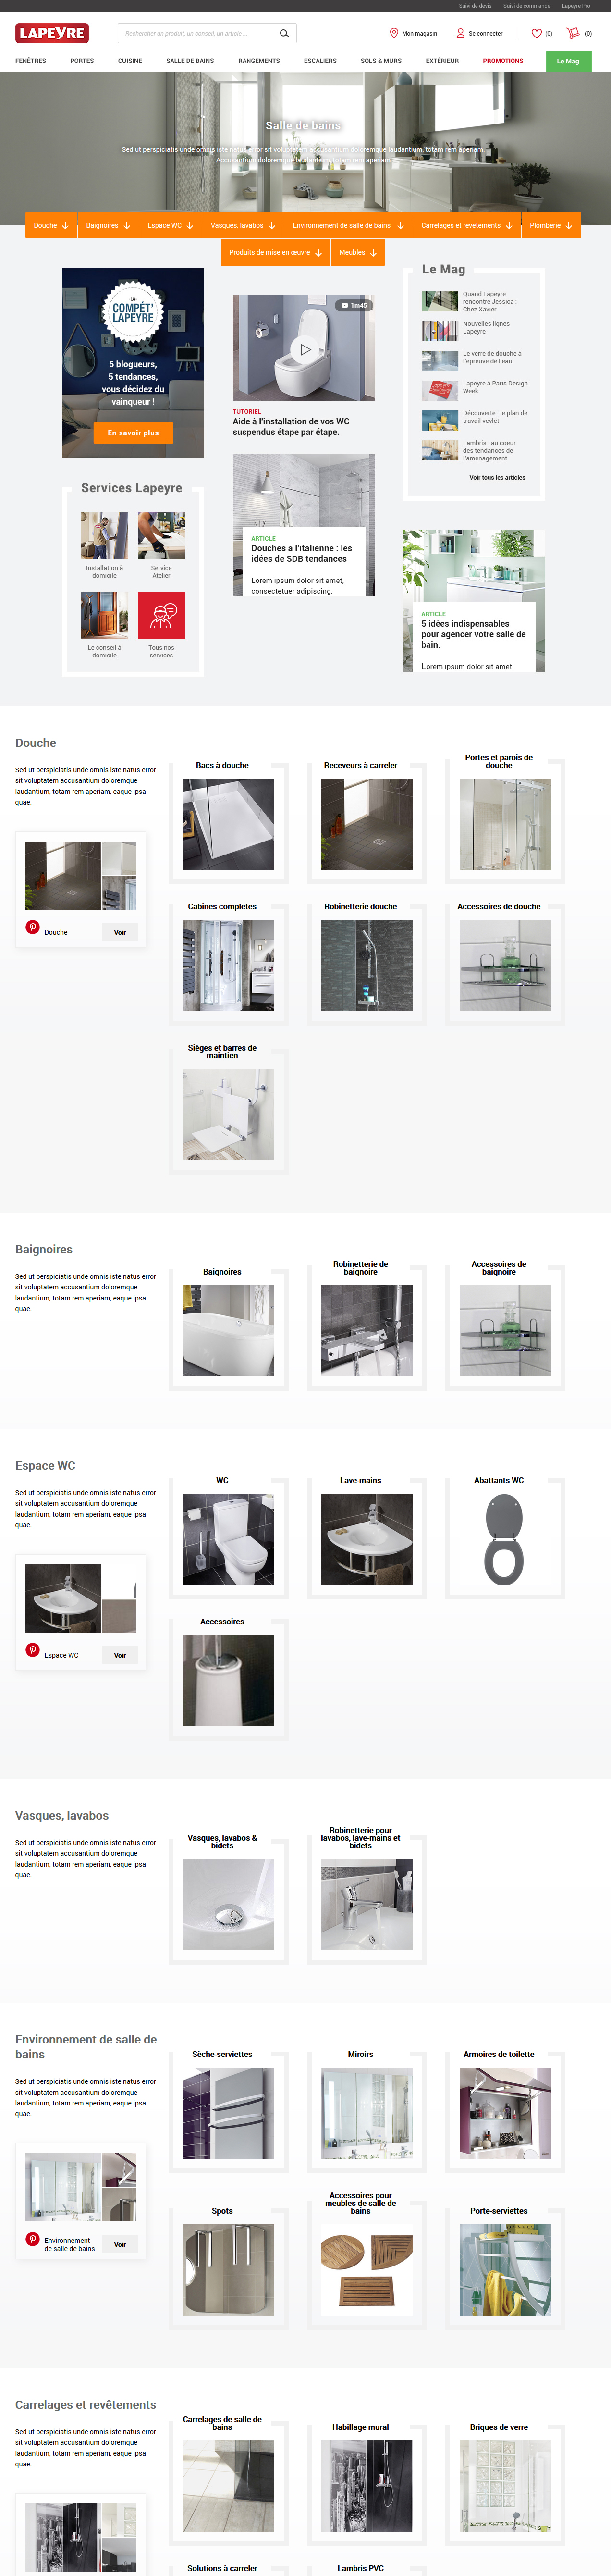 Suivi de devis Suivi de commande Lapeyre Pro
LAPEYRE
Rechercher un produit, un conseil, un article ...
Mon magasin Se connecter (0) (0)
FENÊTRES PORTES CUISINE SALLE DE BAINS RANGEMENTS ESCALIERS SOLS & MURS EXTÉRIEUR PROMOTIONS Le Mag
Salle de bains
Sed ut perspiciatis unde omnis iste natus error sit voluptatem accusantium doloremque laudantium, totam rem aperiam.
Accusantium doloremque laudantium, totam rem aperiam
Douche Baignoires Espace WC Vasques, lavabos Environnement de salle de bains Carrelages et revêtements Plomberie
Produits de mise en œuvre Meubles
COMPÉT'
LAPEYRE
5 blogueurs,
5 tendances,
vous décidez du
vainqueur !
En savoir plus
Services Lapeyre
Installation à
domicile
Service
Atelier
Le conseil à
domicile
Tous nos
services
1m45
TUTORIEL
Aide à l'installation de vos WC
suspendus étape par étape.
ARTICLE
Douches à l'italienne : les
idées de SDB tendances
Lorem ipsum dolor sit amet,
consectetuer adipiscing.
Le Mag
Quand Lapeyre
rencontre Jessica :
Chez Xavier
Nouvelles lignes
Lapeyre
Le verre de douche à
l'épreuve de l'eau
Lapeyre à Paris Design
Week
Découverte : le plan de
travail vervet
Lambris : au coeur
des tendances de
l'aménagement
Voir tous les articles
ARTICLE
5 idées indispensables
pour agencer votre salle de
bain.
Lorem ipsum dolor sit amet.
Douche
Sed ut perspiciatis unde omnis iste natus error
sit voluptatem accusantium doloremque
laudantium, totam rem aperiam, eaque ipsa
quae.
Douche Voir
Bacs à douche
Receveurs à carreler
Portes et parois de
douche
Cabines complètes
Robinetterie douche
Accessoires de douche
Sièges et barres de
maintien
Baignoires
Sed ut perspiciatis unde omnis iste natus error
sit voluptatem accusantium doloremque
laudantium, totam rem aperiam, eaque ipsa
quae.
Baignoires
Robinetterie de
baignoire
Accessoires de
baignoire
Espace WC
Sed ut perspiciatis unde omnis iste natus error
sit voluptatem accusantium doloremque
laudantium, totam rem aperiam, eaque ipsa
quae.
Espace WC Voir
WC
Lave-mains
Abattants WC
Accessoires
Vasques, lavabos
Sed ut perspiciatis unde omnis iste natus error
sit voluptatem accusantium doloremque
laudantium, totam rem aperiam, eaque ipsa
quae.
Vasques, lavabos &
bidets
Robinetterie pour
lavabos, lave-mains et
bidets
Environnement de salle de
bains
Sed ut perspiciatis unde omnis iste natus error
sit voluptatem accusantium doloremque
laudantium, totam rem aperiam, eaque ipsa
quae.
Environnement
de salle de bains
Voir
Sèche-serviettes
Miroirs
Armoires de toilette
Spots
Accessoires pour
meubles de salle de
bains
Porte-serviettes
Carrelages et revêtements
Sed ut perspiciatis unde omnis iste natus error
sit voluptatem accusantium doloremque
laudantium, totam rem aperiam, eaque ipsa
quae.
Carrelages de salle de
bains
Habillage mural
Briques de verre
Solutions à carreler
Lambris PVC